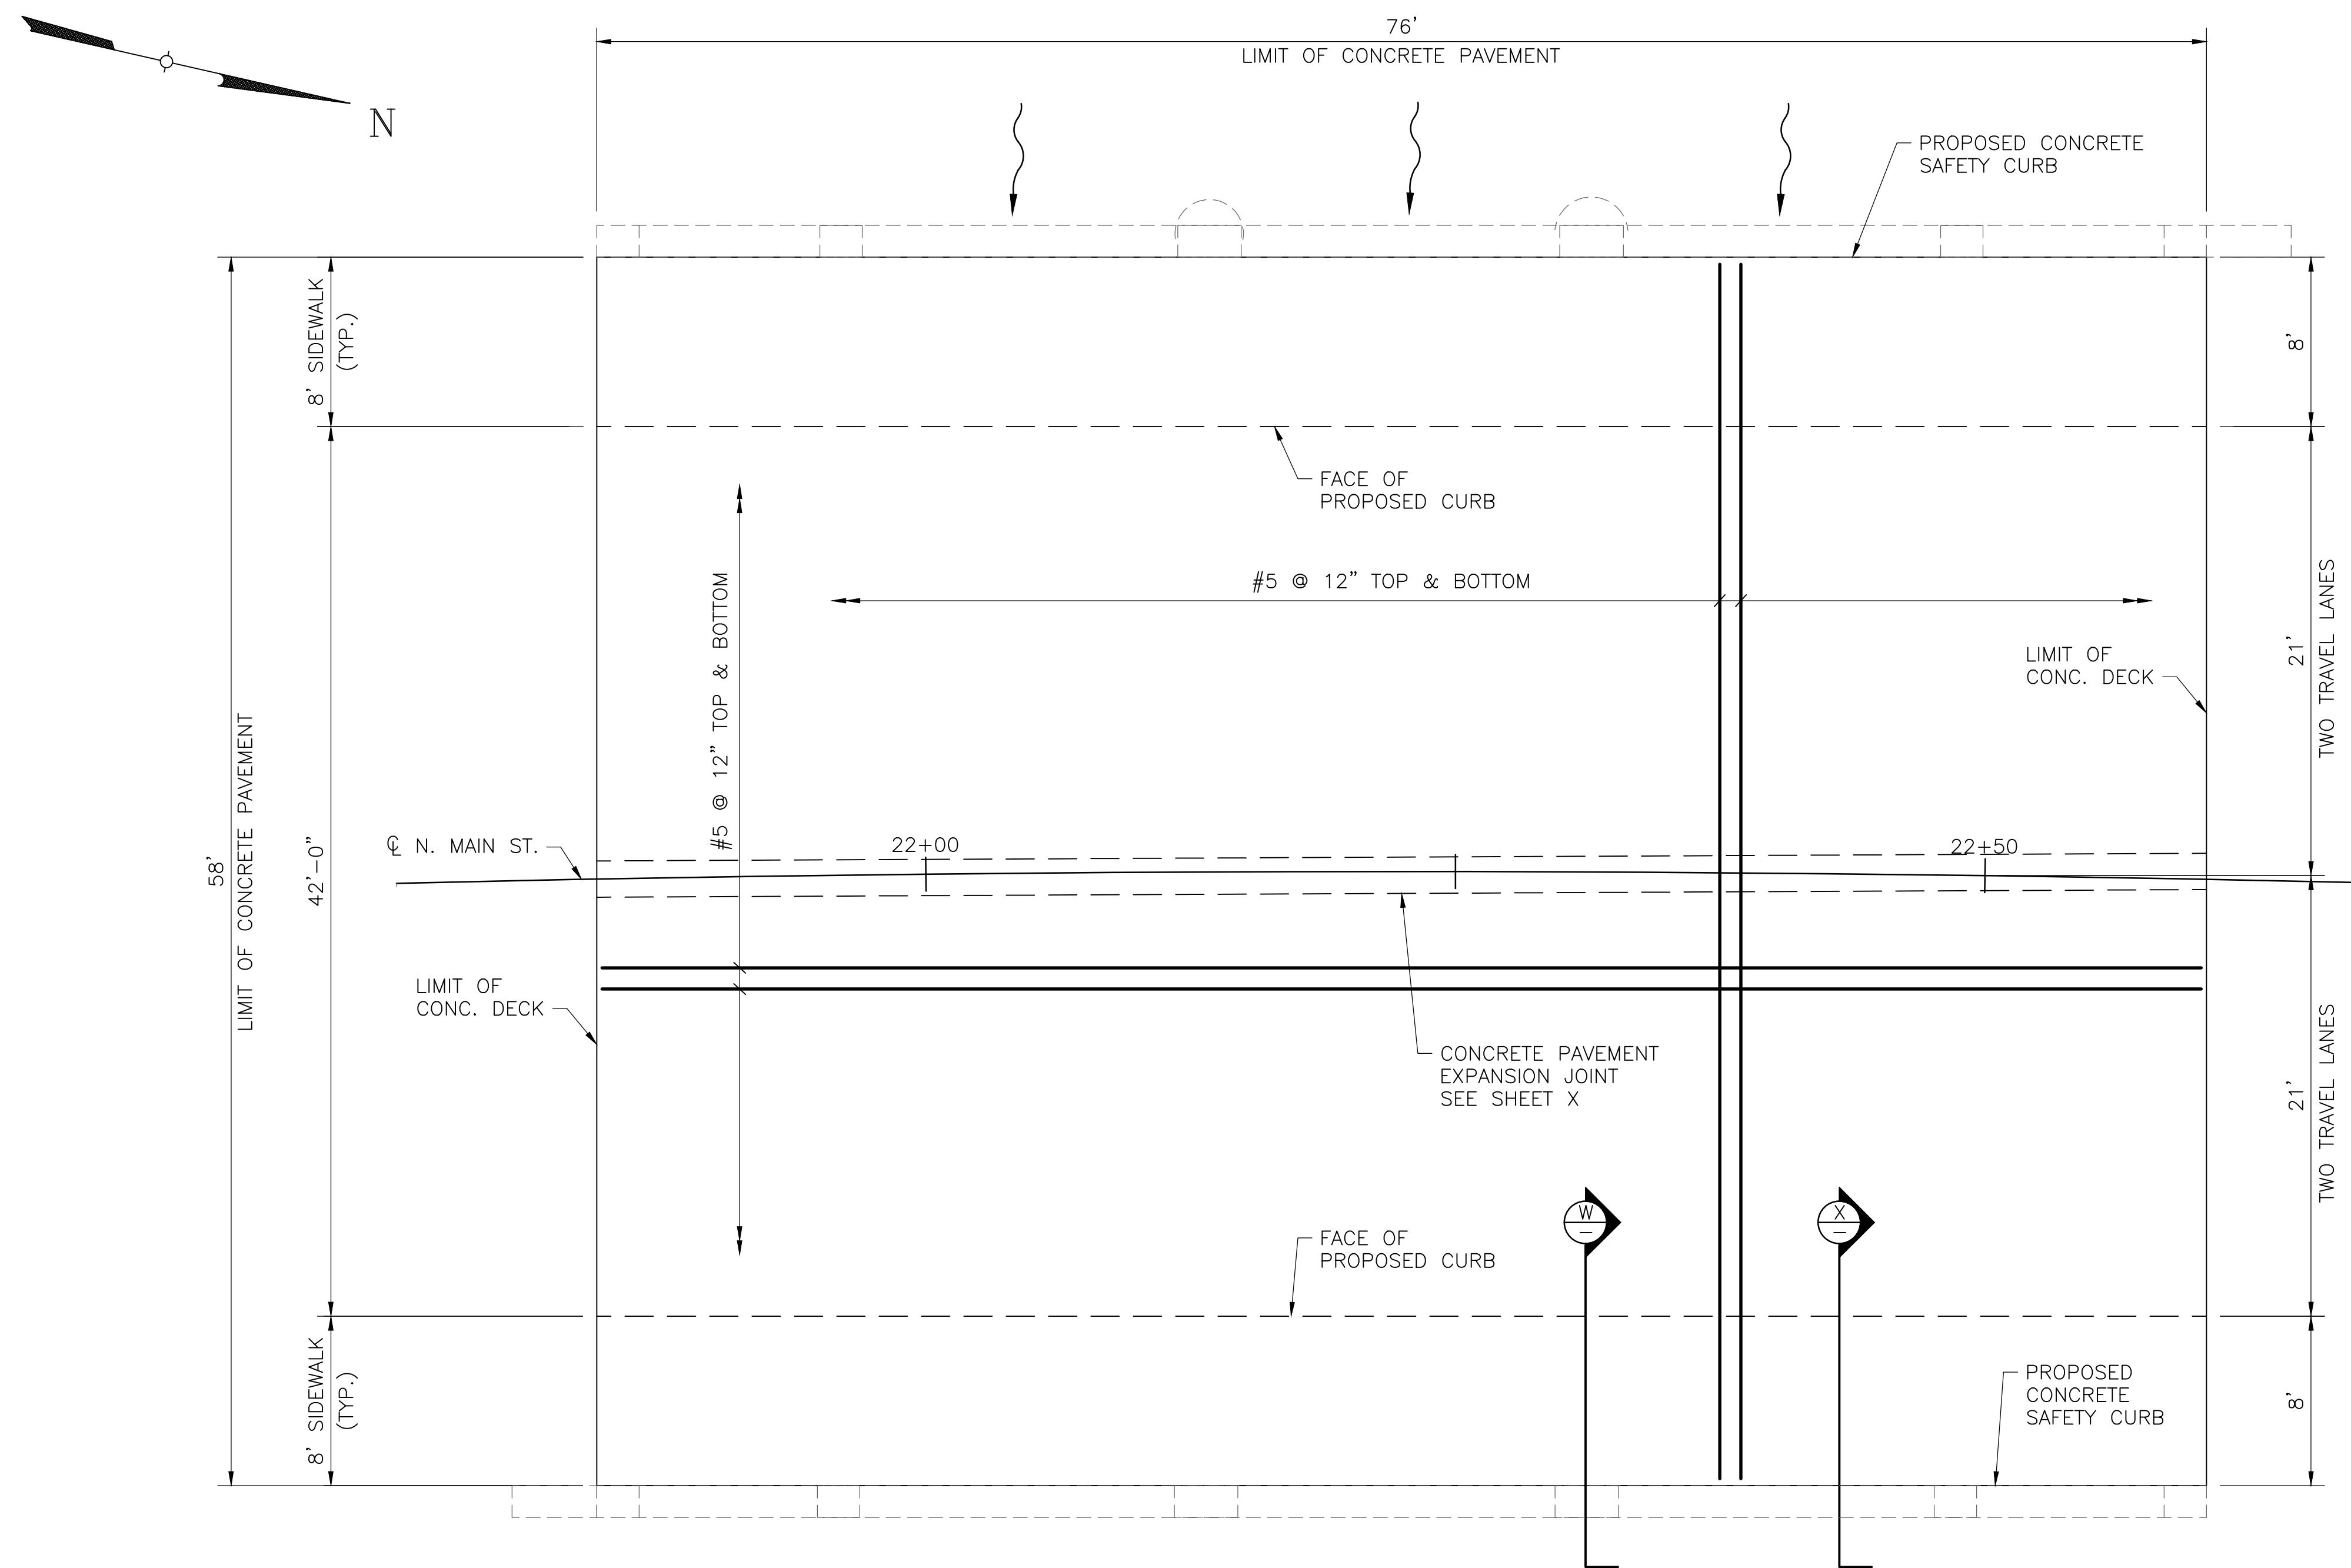 76'
LIMIT OF CONCRETE PAVEMENT
N
PROPOSED CONCRETE
SAFETY CURB
8' SIDEWALK
(TYP.)
8'
FACE OF
PROPOSED CURB
#5 @ 12" TOP & BOTTOM
#5 @ 12" TOP & BOTTOM
LIMIT OF
CONC. DECK
21'
TWO TRAVEL LANES
58'
LIMIT OF CONCRETE PAVEMENT
42'-0"
℄ N. MAIN ST.
22+00
22+50
LIMIT OF
CONC. DECK
CONCRETE PAVEMENT
EXPANSION JOINT
SEE SHEET X
21'
TWO TRAVEL LANES
W
–
X
–
FACE OF
PROPOSED CURB
8' SIDEWALK
(TYP.)
PROPOSED
CONCRETE
SAFETY CURB
8'